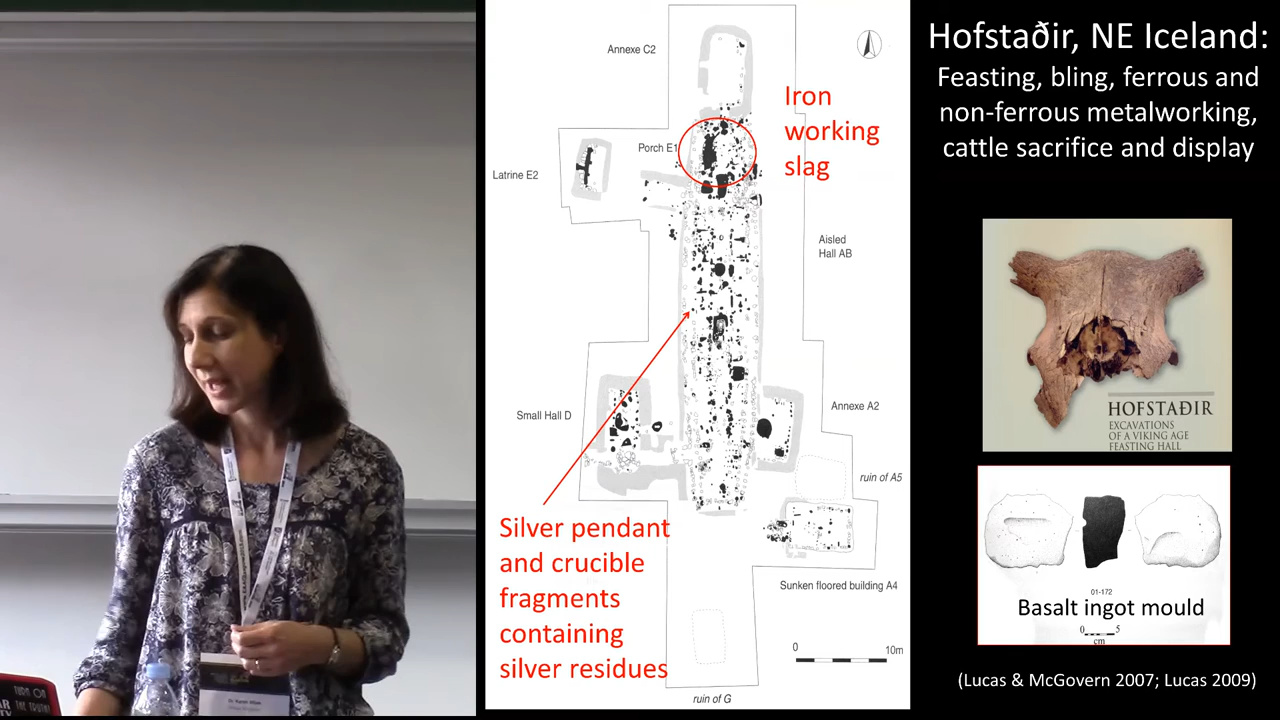 Annexe C2
Iron
working
slag
Porch E1
Latrine E2
Aisled
Hall AB
Small Hall D
Annexe A2
ruin of A5
Silver pendant
and crucible
fragments
containing
silver residues
Sunken floored building A4
0
10m
ruin of G
Hofstaðir, NE Iceland:
Feasting, bling, ferrous and
non-ferrous metalworking,
cattle sacrifice and display
HOFSTAÐIR
EXCAVATIONS
OF A VIKING AGE
FEASTING HALL
01-172
Basalt ingot mould
0 5
cm
(Lucas & McGovern 2007; Lucas 2009)
TURN ON